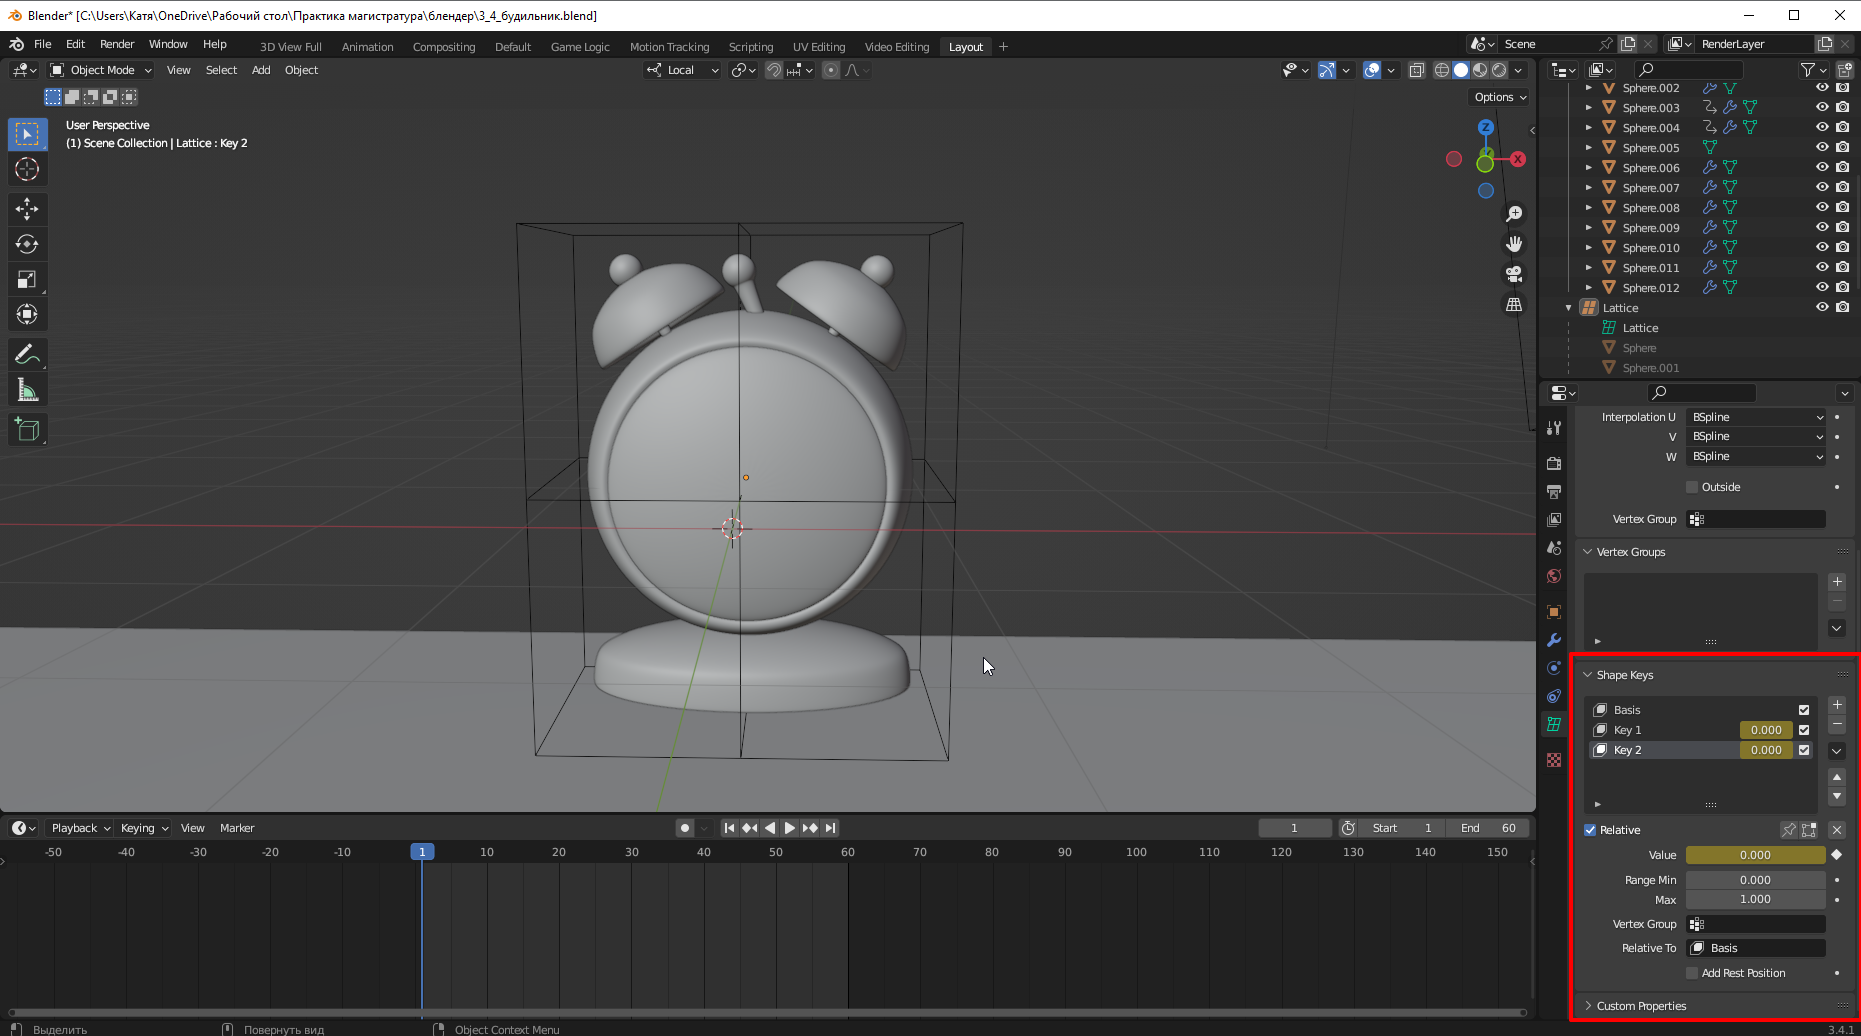 Blender* [C:\Users\Катя\OneDrive\Рабочий стол\Практика магистратура\блендер\3_4_будильник.blend]
File Edit Render Window Help 3D View Full Animation Compositing Default Game Logic Motion Tracking Scripting UV Editing Video Editing Layout + Scene RenderLayer
Object Mode View Select Add Object Local
Options
User Perspective
(1) Scene Collection | Lattice : Key 2
Z
Y
X
Sphere.002
Sphere.003
Sphere.004
Sphere.005
Sphere.006
Sphere.007
Sphere.008
Sphere.009
Sphere.010
Sphere.011
Sphere.012
Lattice
Lattice
Sphere
Sphere.001
Interpolation U BSpline
V BSpline
W BSpline
Outside
Vertex Group
Vertex Groups
Shape Keys
Basis
Key 1 0.000
Key 2 0.000
Relative
Value 0.000
Range Min 0.000
Max 1.000
Vertex Group
Relative To Basis
Add Rest Position
Custom Properties
Playback Keying View Marker 1 Start 1 End 60
-50 -40 -30 -20 -10 1 10 20 30 40 50 60 70 80 90 100 110 120 130 140 150
Выделить Повернуть вид Object Context Menu 3.4.1